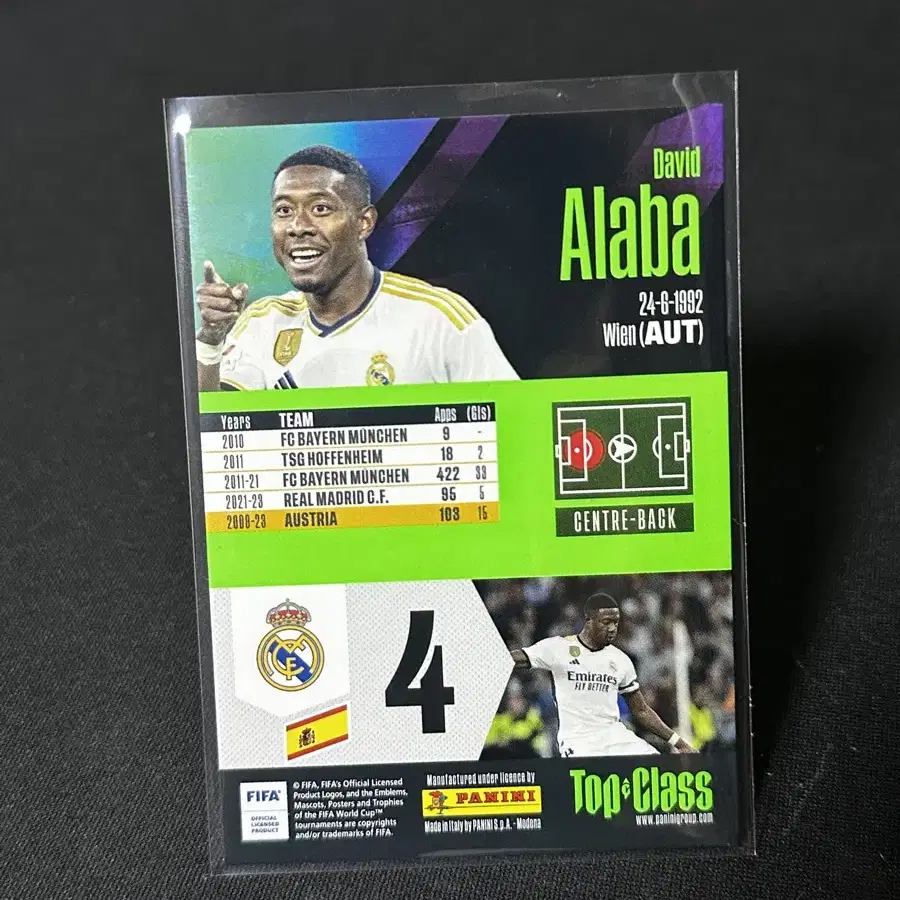 David
Alaba
24-6-1992
Wien (AUT)
Years TEAM Apps (Gls)
2010 FC BAYERN MÜNCHEN 9 -
2011 TSG HOFFENHEIM 18 2
2011-21 FC BAYERN MÜNCHEN 422 33
2021-23 REAL MADRID C.F. 95 5
2009-23 AUSTRIA 103 15
CENTRE-BACK
4
Emirates
FLY BETTER
FIFA
OFFICIAL
LICENSED
PRODUCT
© FIFA, FIFA's Official Licensed
Product Logos, and the Emblems,
Mascots, Posters and Trophies
of the FIFA World Cup™
tournaments are copyrights
and/or trademarks of FIFA.
Manufactured under licence by
PANINI
Made in Italy by PANINI S.p.A. - Modena
Top Class
www.paninigroup.com